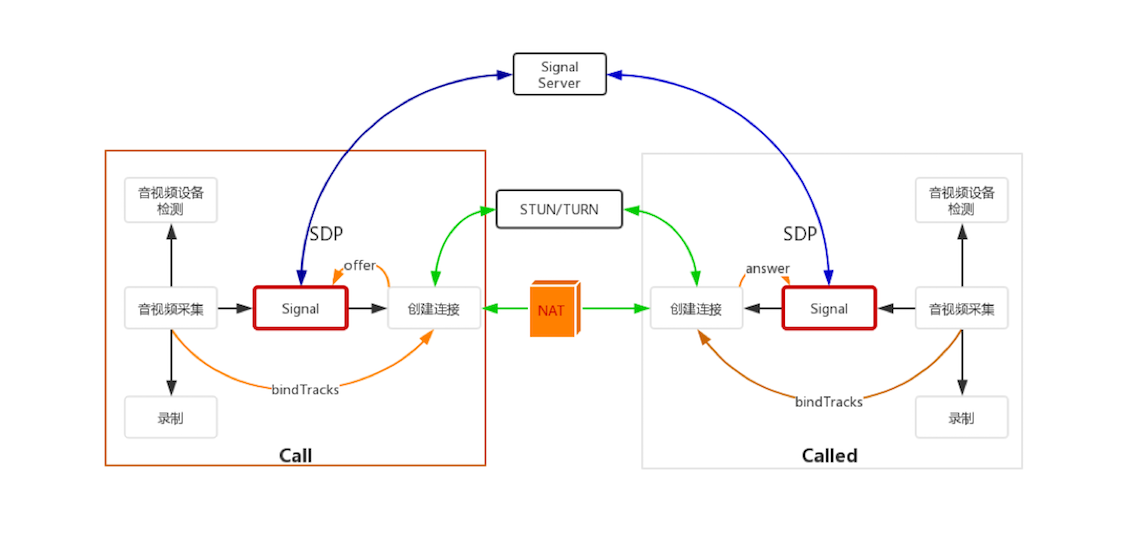 Signal
Server
音视频设备
检测
STUN/TURN
音视频设备
检测
SDP
SDP
offer
answer
音视频采集
Signal
创建连接
NAT
创建连接
Signal
音视频采集
bindTracks
bindTracks
录制
录制
Call
Called